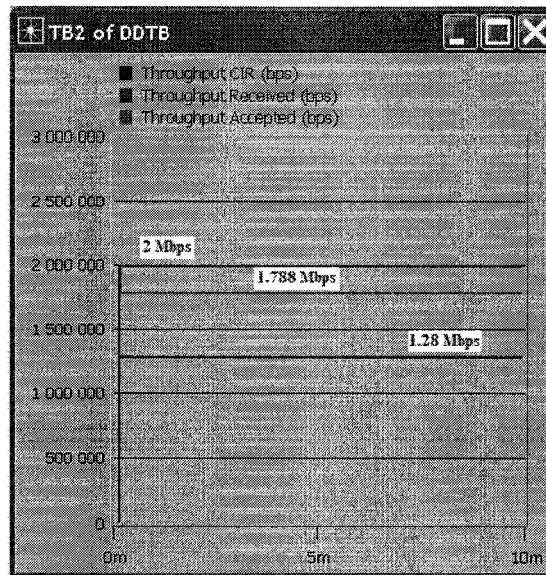 TB2 of DDTB
Throughput CIR (bps)
Throughput Received (bps)
Throughput Accepted (bps)
3 000 000
2 500 000
2 Mbps
2 000 000
1.788 Mbps
1 500 000
1.28 Mbps
1 000 000
500 000
0
0m 5m 10m